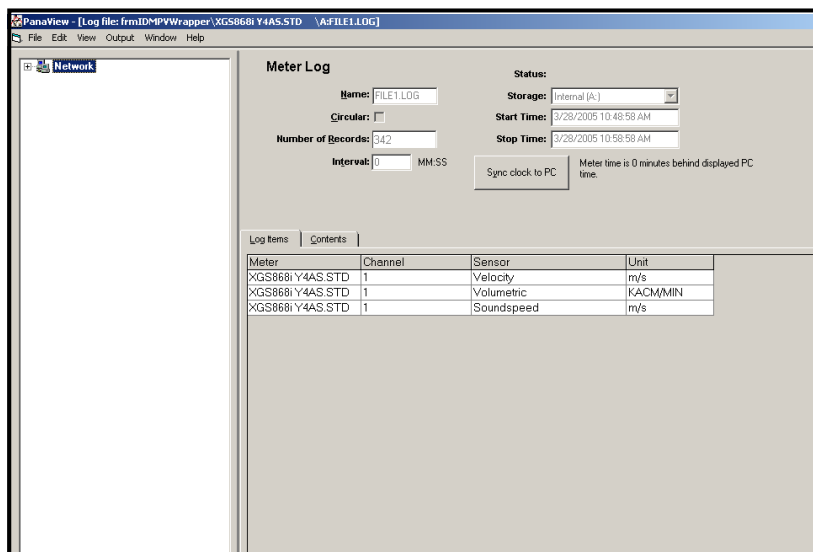 PanaView - [Log file: frmIDMPVWrapper\XGS868i Y4AS.STD \A:FILE1.LOG]
File Edit View Output Window Help
Network
Meter Log
Status:
Name: FILE1.LOG
Storage: Internal (A:)
Circular:
Start Time: 3/28/2005 10:48:58 AM
Number of Records: 342
Stop Time: 3/28/2005 10:58:58 AM
Interval: 0 MM:SS
Sync clock to PC
Meter time is 0 minutes behind displayed PC
time.
Log Items Contents
Meter Channel Sensor Unit
XGS868i Y4AS.STD 1 Velocity m/s
XGS868i Y4AS.STD 1 Volumetric KACM/MIN
XGS868i Y4AS.STD 1 Soundspeed m/s